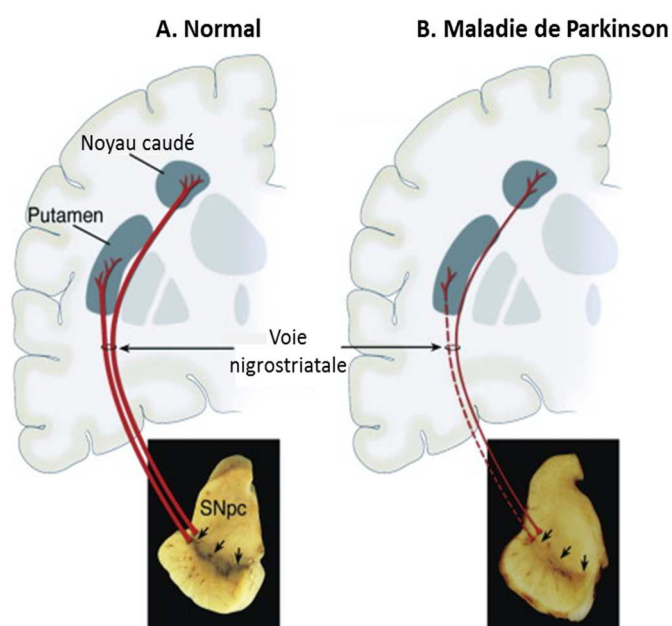 A. Normal
B. Maladie de Parkinson
Noyau caudé
Putamen
Voie
nigrostriatale
SNpc